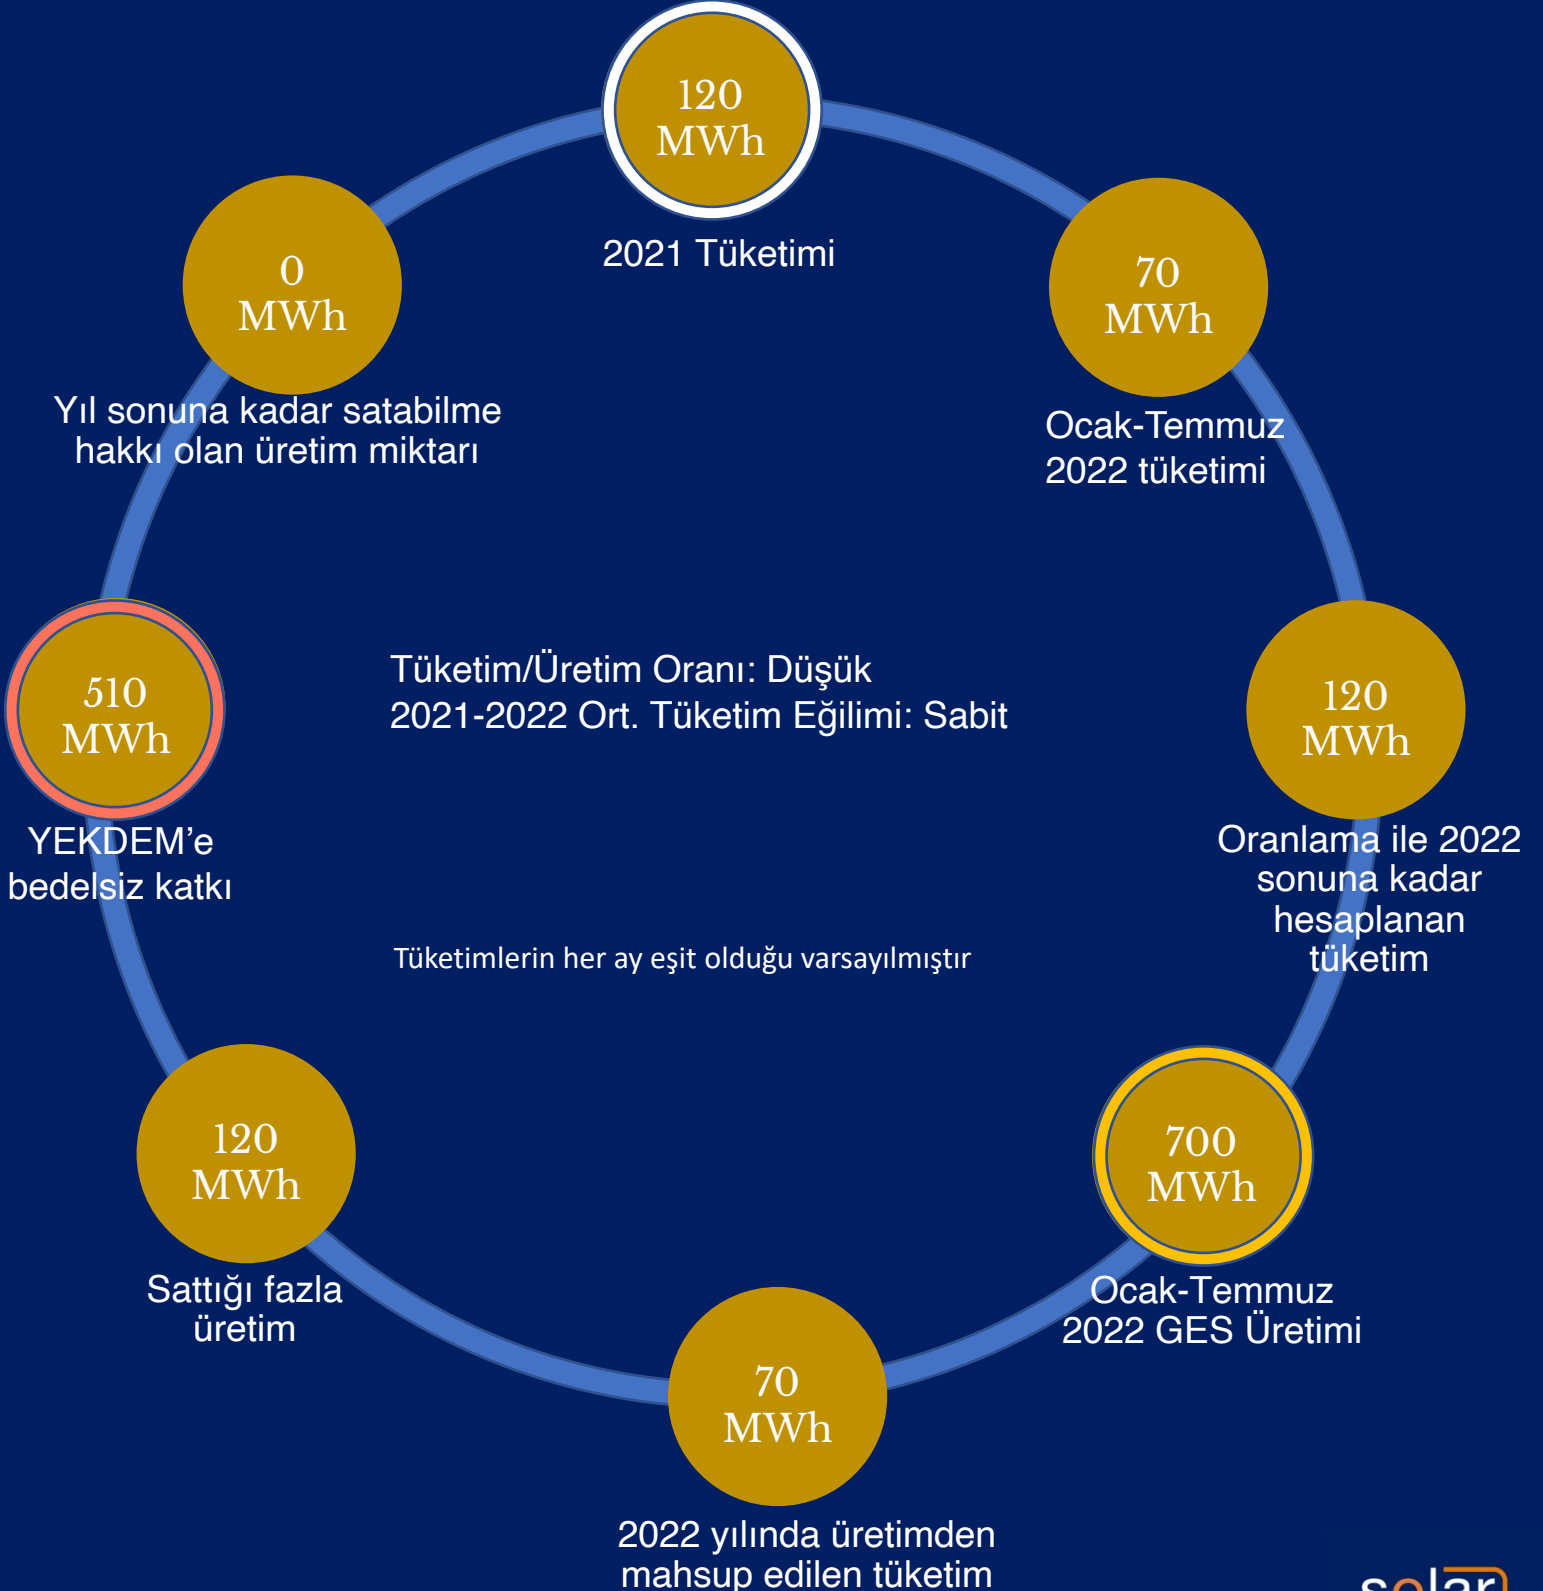 120
MWh
2021 Tüketimi
70
MWh
Ocak-Temmuz
2022 tüketimi
120
MWh
Oranlama ile 2022
sonuna kadar
hesaplanan
tüketim
700
MWh
Ocak-Temmuz
2022 GES Üretimi
70
MWh
2022 yılında üretimden
mahsup edilen tüketim
120
MWh
Sattığı fazla
üretim
510
MWh
YEKDEM’e
bedelsiz katkı
0
MWh
Yıl sonuna kadar satabilme
hakkı olan üretim miktarı
Tüketim/Üretim Oranı: Düşük
2021-2022 Ort. Tüketim Eğilimi: Sabit
Tüketimlerin her ay eşit olduğu varsayılmıştır
solar